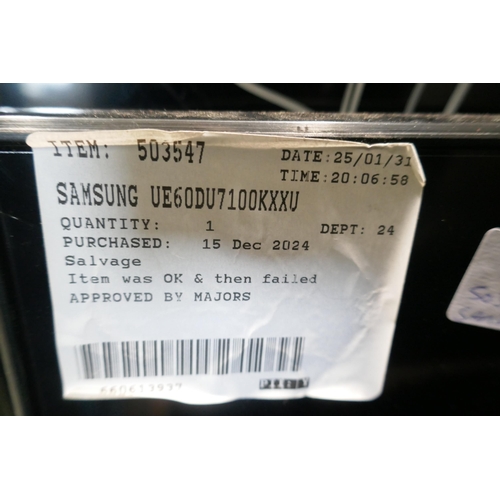 ITEM: 503547
DATE:25/01/31
TIME:20:06:58
SAMSUNG UE60DU7100KXXU
QUANTITY: 1 DEPT: 24
PURCHASED: 15 Dec 2024
Salvage
Item was OK & then failed
APPROVED BY MAJORS